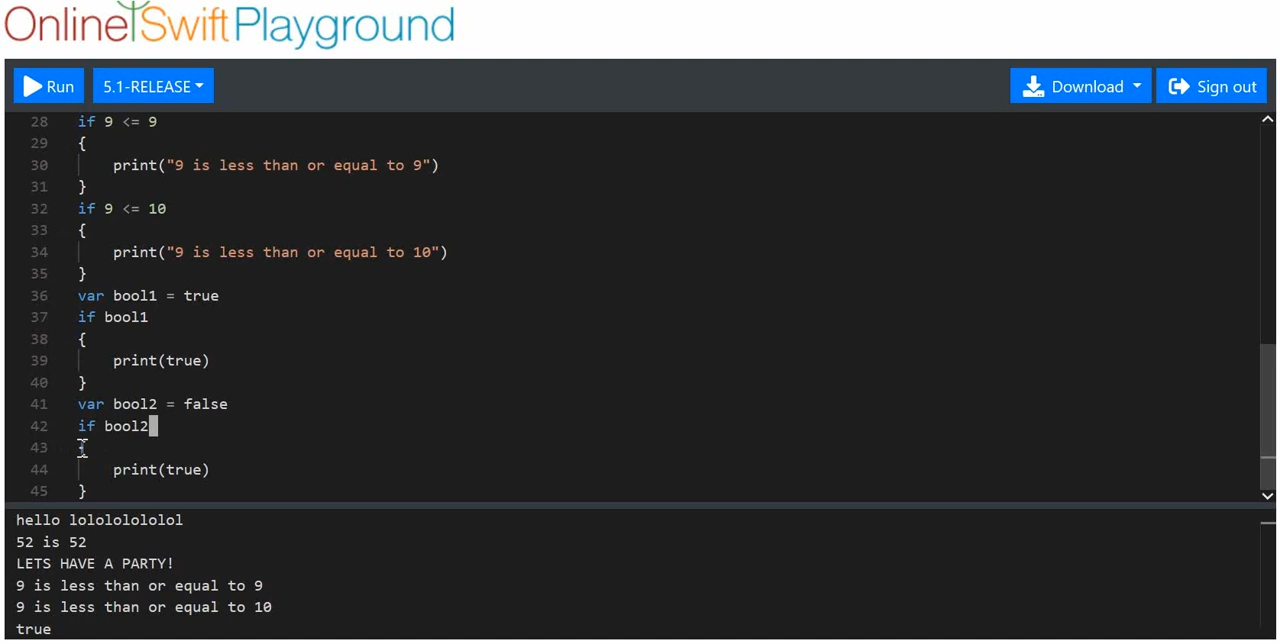 OnlineSwiftPlayground
Run 5.1-RELEASE Download Sign out
28 if 9 <= 9
29 {
30 print("9 is less than or equal to 9")
31 }
32 if 9 <= 10
33 {
34 print("9 is less than or equal to 10")
35 }
36 var bool1 = true
37 if bool1
38 {
39 print(true)
40 }
41 var bool2 = false
42 if bool2
43 {
44 print(true)
45 }
hello lolololololol
52 is 52
LETS HAVE A PARTY!
9 is less than or equal to 9
9 is less than or equal to 10
true